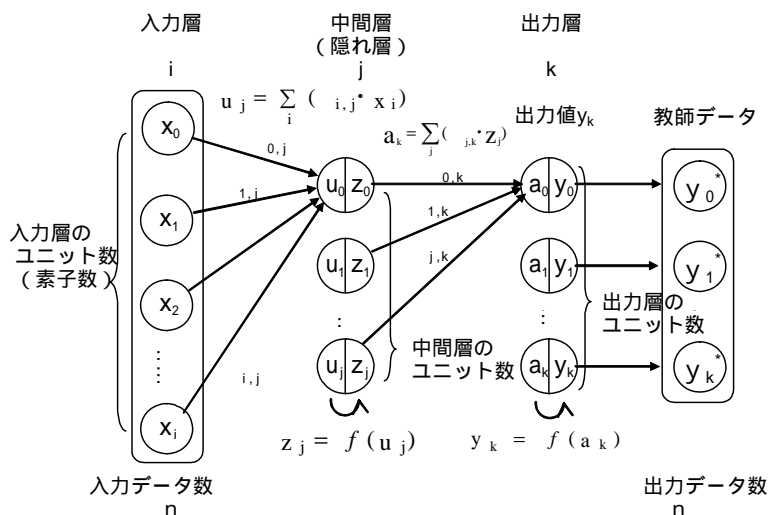 入力層
中間層
(隠れ層)
出力層
i
j
k
u j = ∑ i ( i,j・ x i)
a k = ∑ j ( j,k・ z j)
出力値yk
教師データ
x0
0,j
u0 z0
0,k
a0 y0
y0*
1,j
1,k
入力層の
ユニット数
(素子数)
x1
j,k
u1 z1
a1 y1
y1*
x2
:
:
出力層の
ユニット数
……
中間層の
ユニット数
i,j
uj zj
ak yk
yk*
xi
z j = f (u j)
y k = f (a k)
入力データ数
n
出力データ数
n